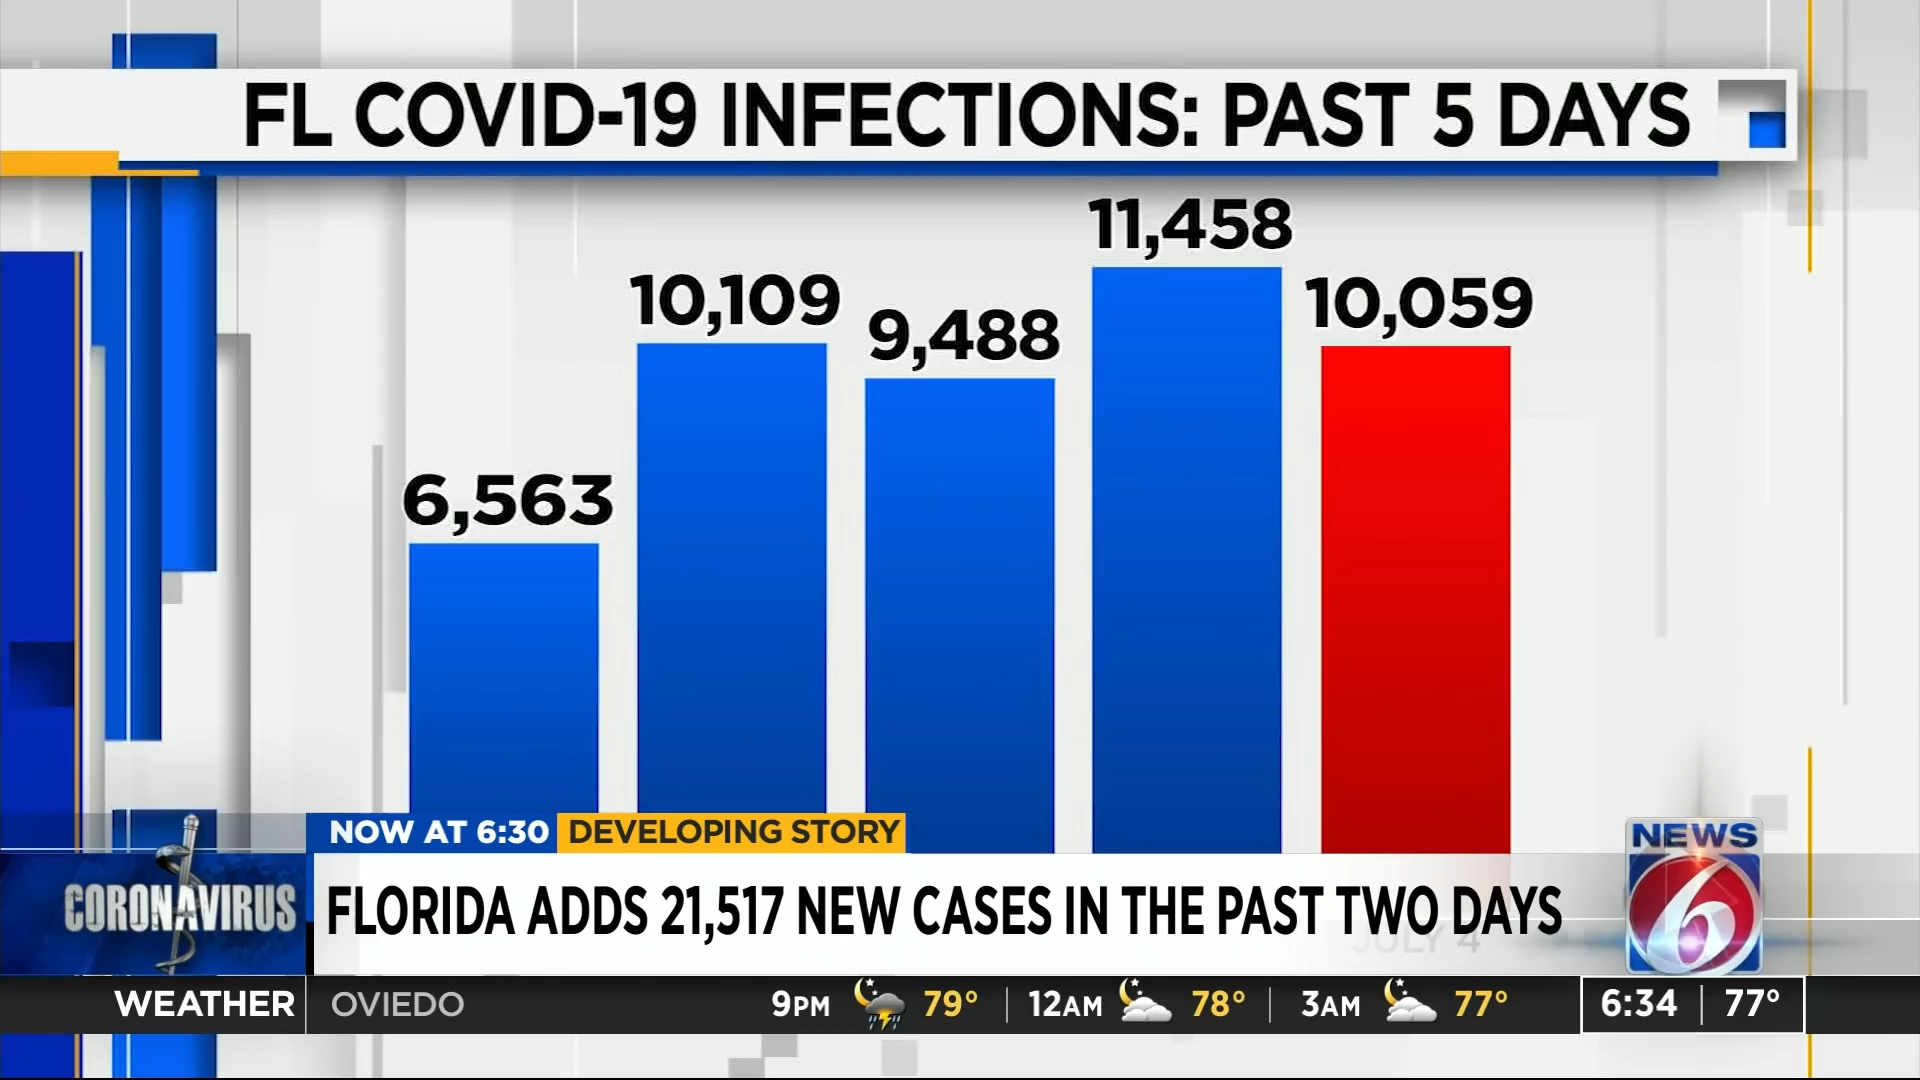 FL COVID-19 INFECTIONS: PAST 5 DAYS
11,458
10,109
10,059
9,488
6,563
NOW AT 6:30 DEVELOPING STORY
CORONAVIRUS
FLORIDA ADDS 21,517 NEW CASES IN THE PAST TWO DAYS
JULY 4
NEWS
6
WEATHER OVIEDO 9PM 79° 12AM 78° 3AM 77° 6:34 77°